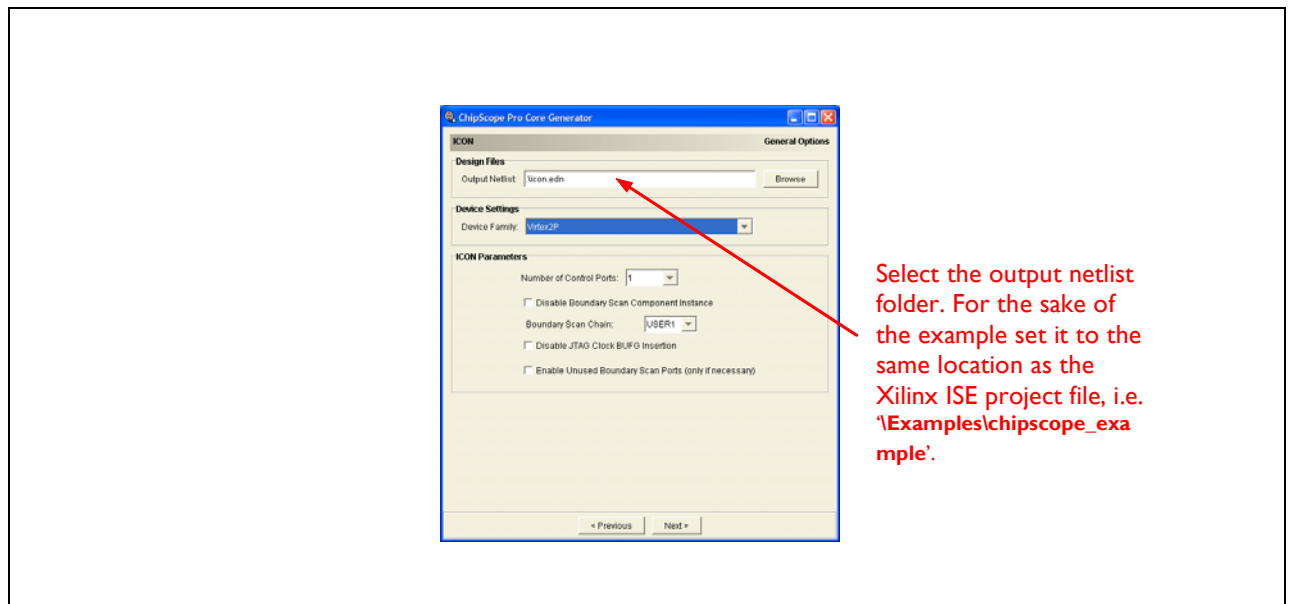 ChipScope Pro Core Generator
ICON General Options
Design Files
Output Netlist: \icon.edn Browse
Device Settings
Device Family: Virtex2P
ICON Parameters
Number of Control Ports: 1
Disable Boundary Scan Component Instance
Boundary Scan Chain: USER1
Disable JTAG Clock BUFG Insertion
Enable Unused Boundary Scan Ports (only if necessary)
< Previous Next >
Select the output netlist
folder. For the sake of
the example set it to the
same location as the
Xilinx ISE project file, i.e.
‘\Examples\chipscope_exa
mple’.